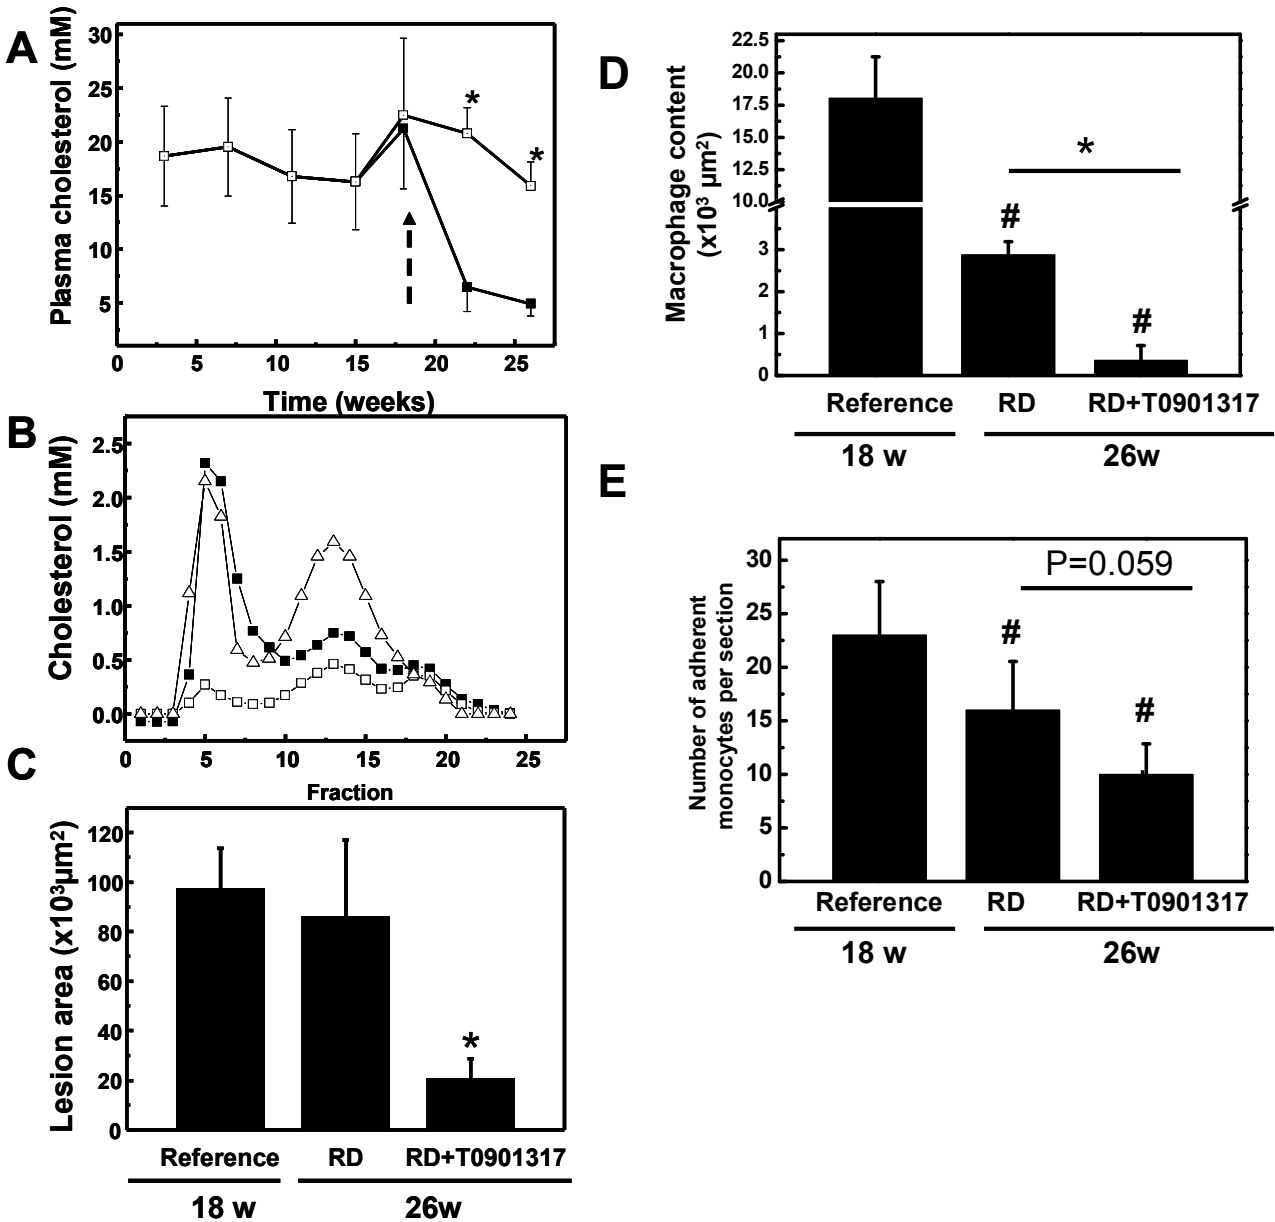 A
Plasma cholesterol (mM)
30
25
20
15
10
5
* *
0 5 10 15 20 25
Time (weeks)
B
Cholesterol (mM)
2.5
2.0
1.5
1.0
0.5
0.0
0 5 10 15 20 25
Fraction
C
Lesion area (x10³µm²)
120
100
80
60
40
20
0
*
Reference RD RD+T0901317
18 w 26w
D
Macrophage content
(x10³ µm²)
22.5
20.0
17.5
15.0
12.5
10.0
3
2
1
0
*
# #
Reference RD RD+T0901317
18 w 26w
E
Number of adherent
monocytes per section
30
25
20
15
10
5
0
P=0.059
# #
Reference RD RD+T0901317
18 w 26w